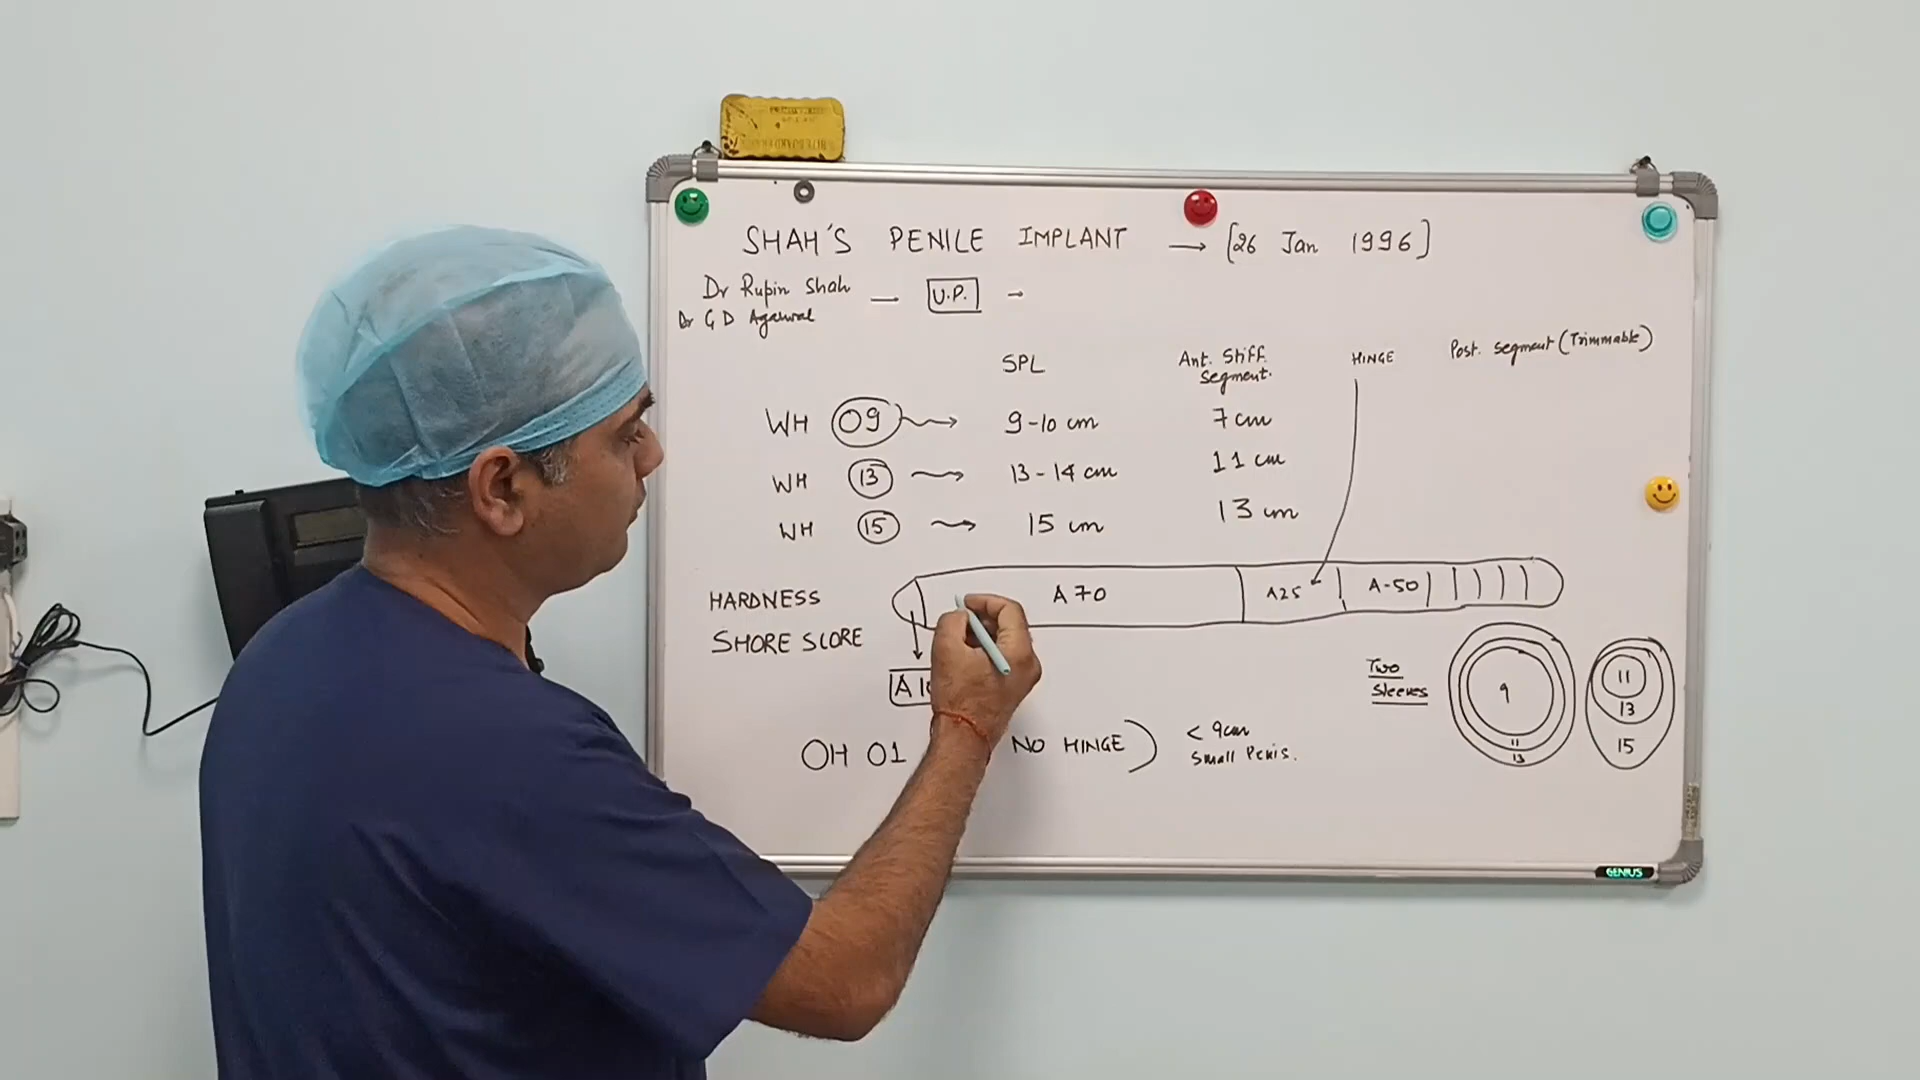 SHAH'S PENILE IMPLANT → [26 Jan 1996]
Dr Rupin Shah — U.P. →
Dr G D Agarwal
SPL Ant. Stiff Segment. HINGE Post. Segment (Trimmable)
WH 09 → 9-10 cm 7 cm
WH 13 → 13-14 cm 11 cm
WH 15 → 15 cm 13 cm
HARDNESS A 70 A25 A-50
SHORE SCORE
Two Sleeves
9
11
13
11
13
15
OH 01 NO HINGE) < 9cm
Small Penis.
GENIUS